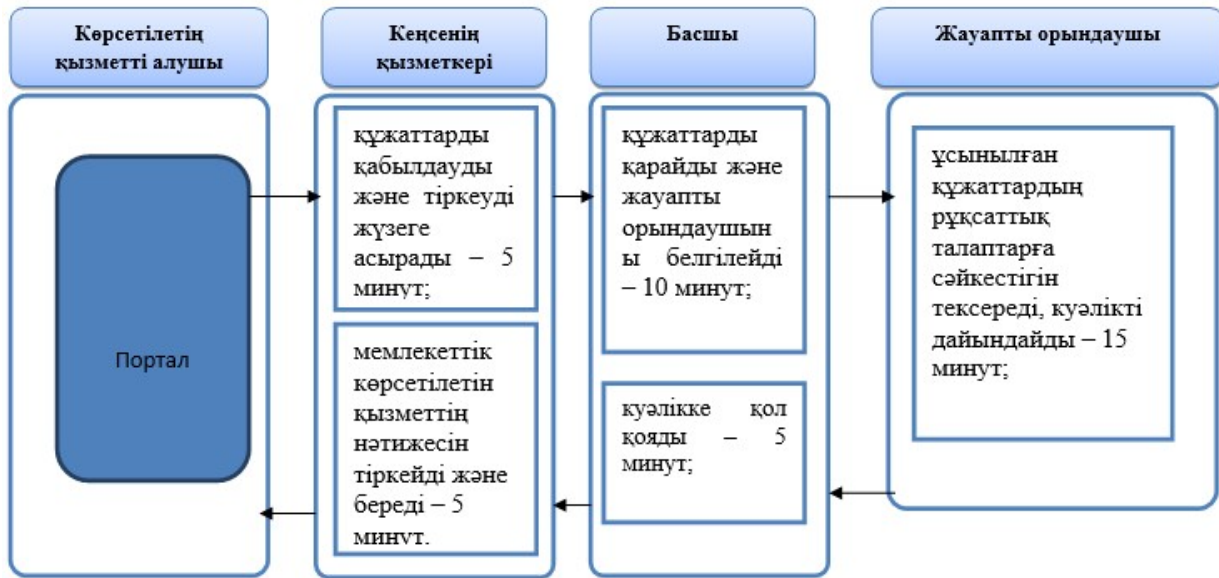 Көрсетілетің
қызметті алушы
Кеңсенің
қызметкері
Басшы
Жауапты орындаушы
Портал
құжаттарды
қабылдауды
және тіркеуді
жүзеге
асырады – 5
минут;
мемлекеттік
көрсетілетін
қызметтің
нәтижесін
тіркейді және
береді – 5
минут.
құжаттарды
қарайды және
жауапты
орындаушын
ы белгілейді
– 10 минут;
куәлікке қол
қояды – 5
минут;
ұсынылған
құжаттардың
рұқсаттық
талаптарға
сәйкестігін
тексереді, куәлікті
дайындайды – 15
минут;